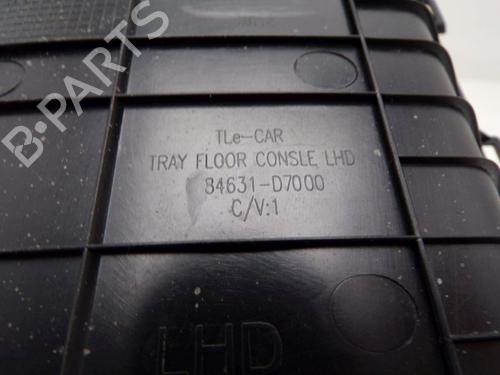 TLe-CAR
TRAY FLOOR CONSLE LHD
84631-D7000
C/V:1
LHD
B-PARTS